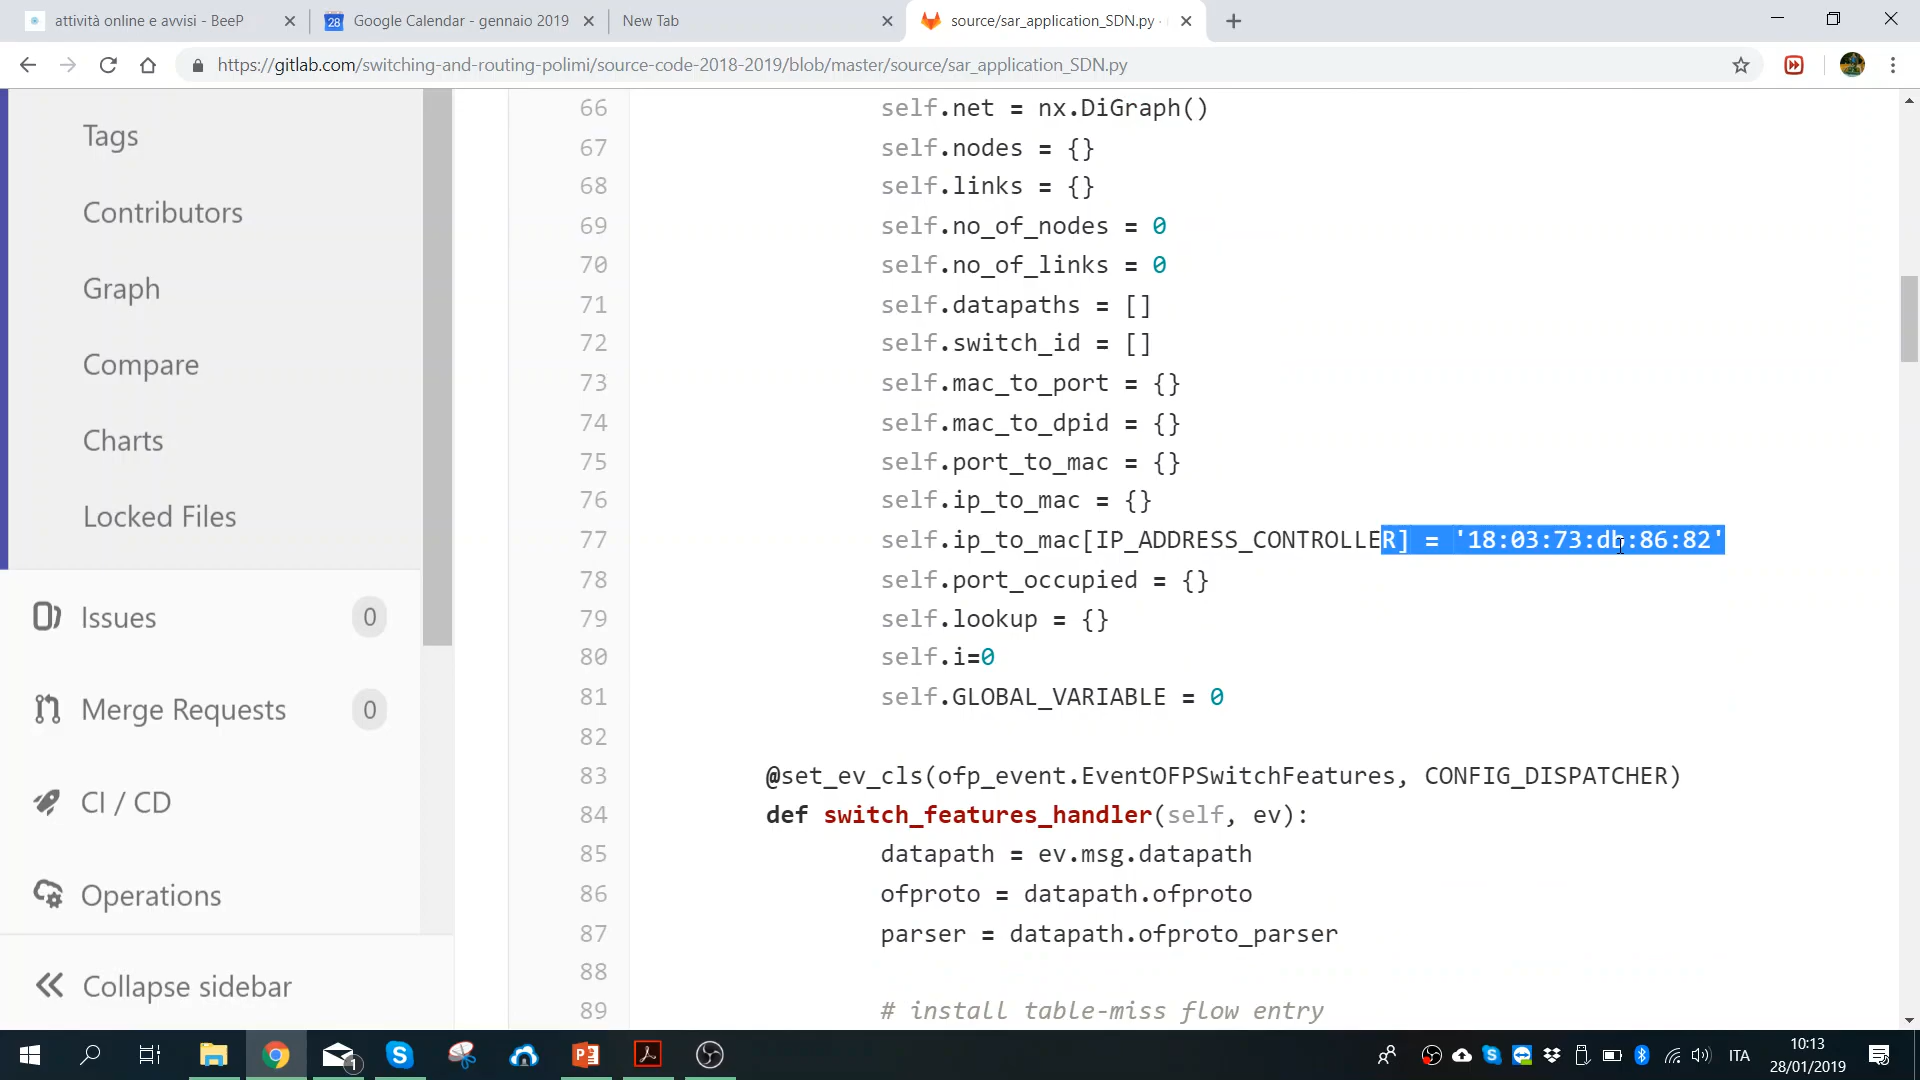 attività online e avvisi - BeeP
28 Google Calendar - gennaio 2019
New Tab
source/sar_application_SDN.py ·
https://gitlab.com/switching-and-routing-polimi/source-code-2018-2019/blob/master/source/sar_application_SDN.py
Tags
Contributors
Graph
Compare
Charts
Locked Files
Issues 0
Merge Requests 0
CI / CD
Operations
Collapse sidebar
66 self.net = nx.DiGraph()
67 self.nodes = {}
68 self.links = {}
69 self.no_of_nodes = 0
70 self.no_of_links = 0
71 self.datapaths = []
72 self.switch_id = []
73 self.mac_to_port = {}
74 self.mac_to_dpid = {}
75 self.port_to_mac = {}
76 self.ip_to_mac = {}
77 self.ip_to_mac[IP_ADDRESS_CONTROLLER] = '18:03:73:db:86:82'
78 self.port_occupied = {}
79 self.lookup = {}
80 self.i=0
81 self.GLOBAL_VARIABLE = 0
82
83 @set_ev_cls(ofp_event.EventOFPSwitchFeatures, CONFIG_DISPATCHER)
84 def switch_features_handler(self, ev):
85 datapath = ev.msg.datapath
86 ofproto = datapath.ofproto
87 parser = datapath.ofproto_parser
88
89 # install table-miss flow entry
1
ITA
10:13
28/01/2019